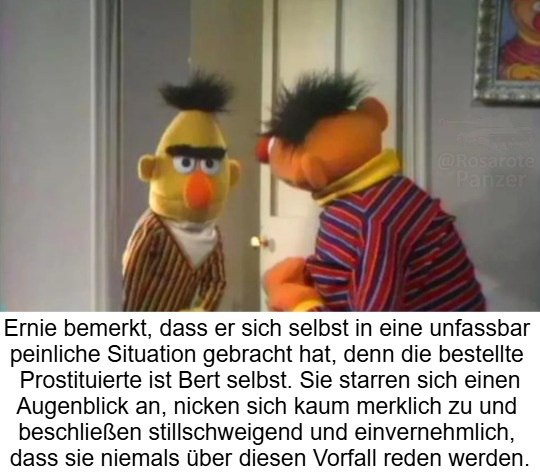 @Rosarote
Panzer
Ernie bemerkt, dass er sich selbst in eine unfassbar
peinliche Situation gebracht hat, denn die bestellte
Prostituierte ist Bert selbst. Sie starren sich einen
Augenblick an, nicken sich kaum merklich zu und
beschließen stillschweigend und einvernehmlich,
dass sie niemals über diesen Vorfall reden werden.